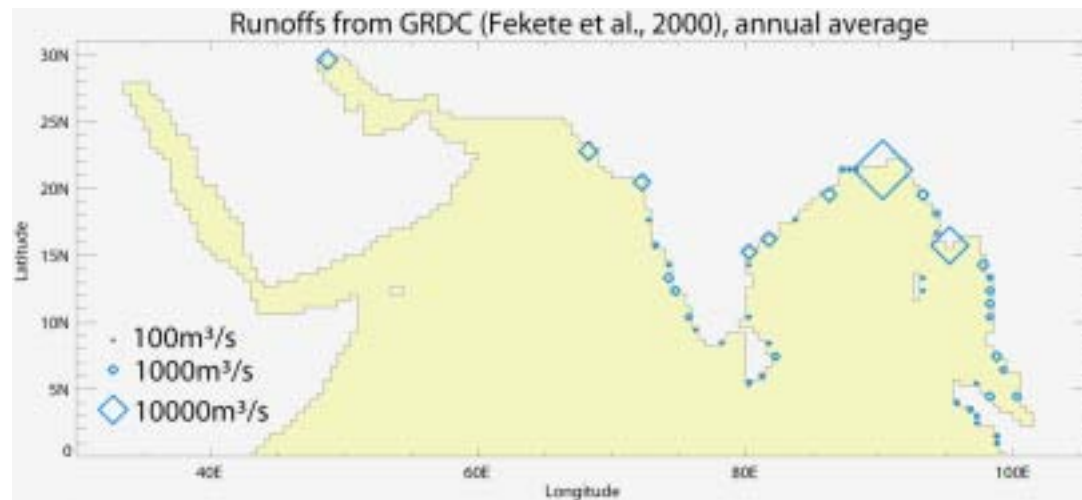 Runoffs from GRDC (Fekete et al., 2000), annual average
30N
25N
20N
15N
10N
5N
0
Latitude
100m³/s
1000m³/s
10000m³/s
40E 60E 80E 100E
Longitude